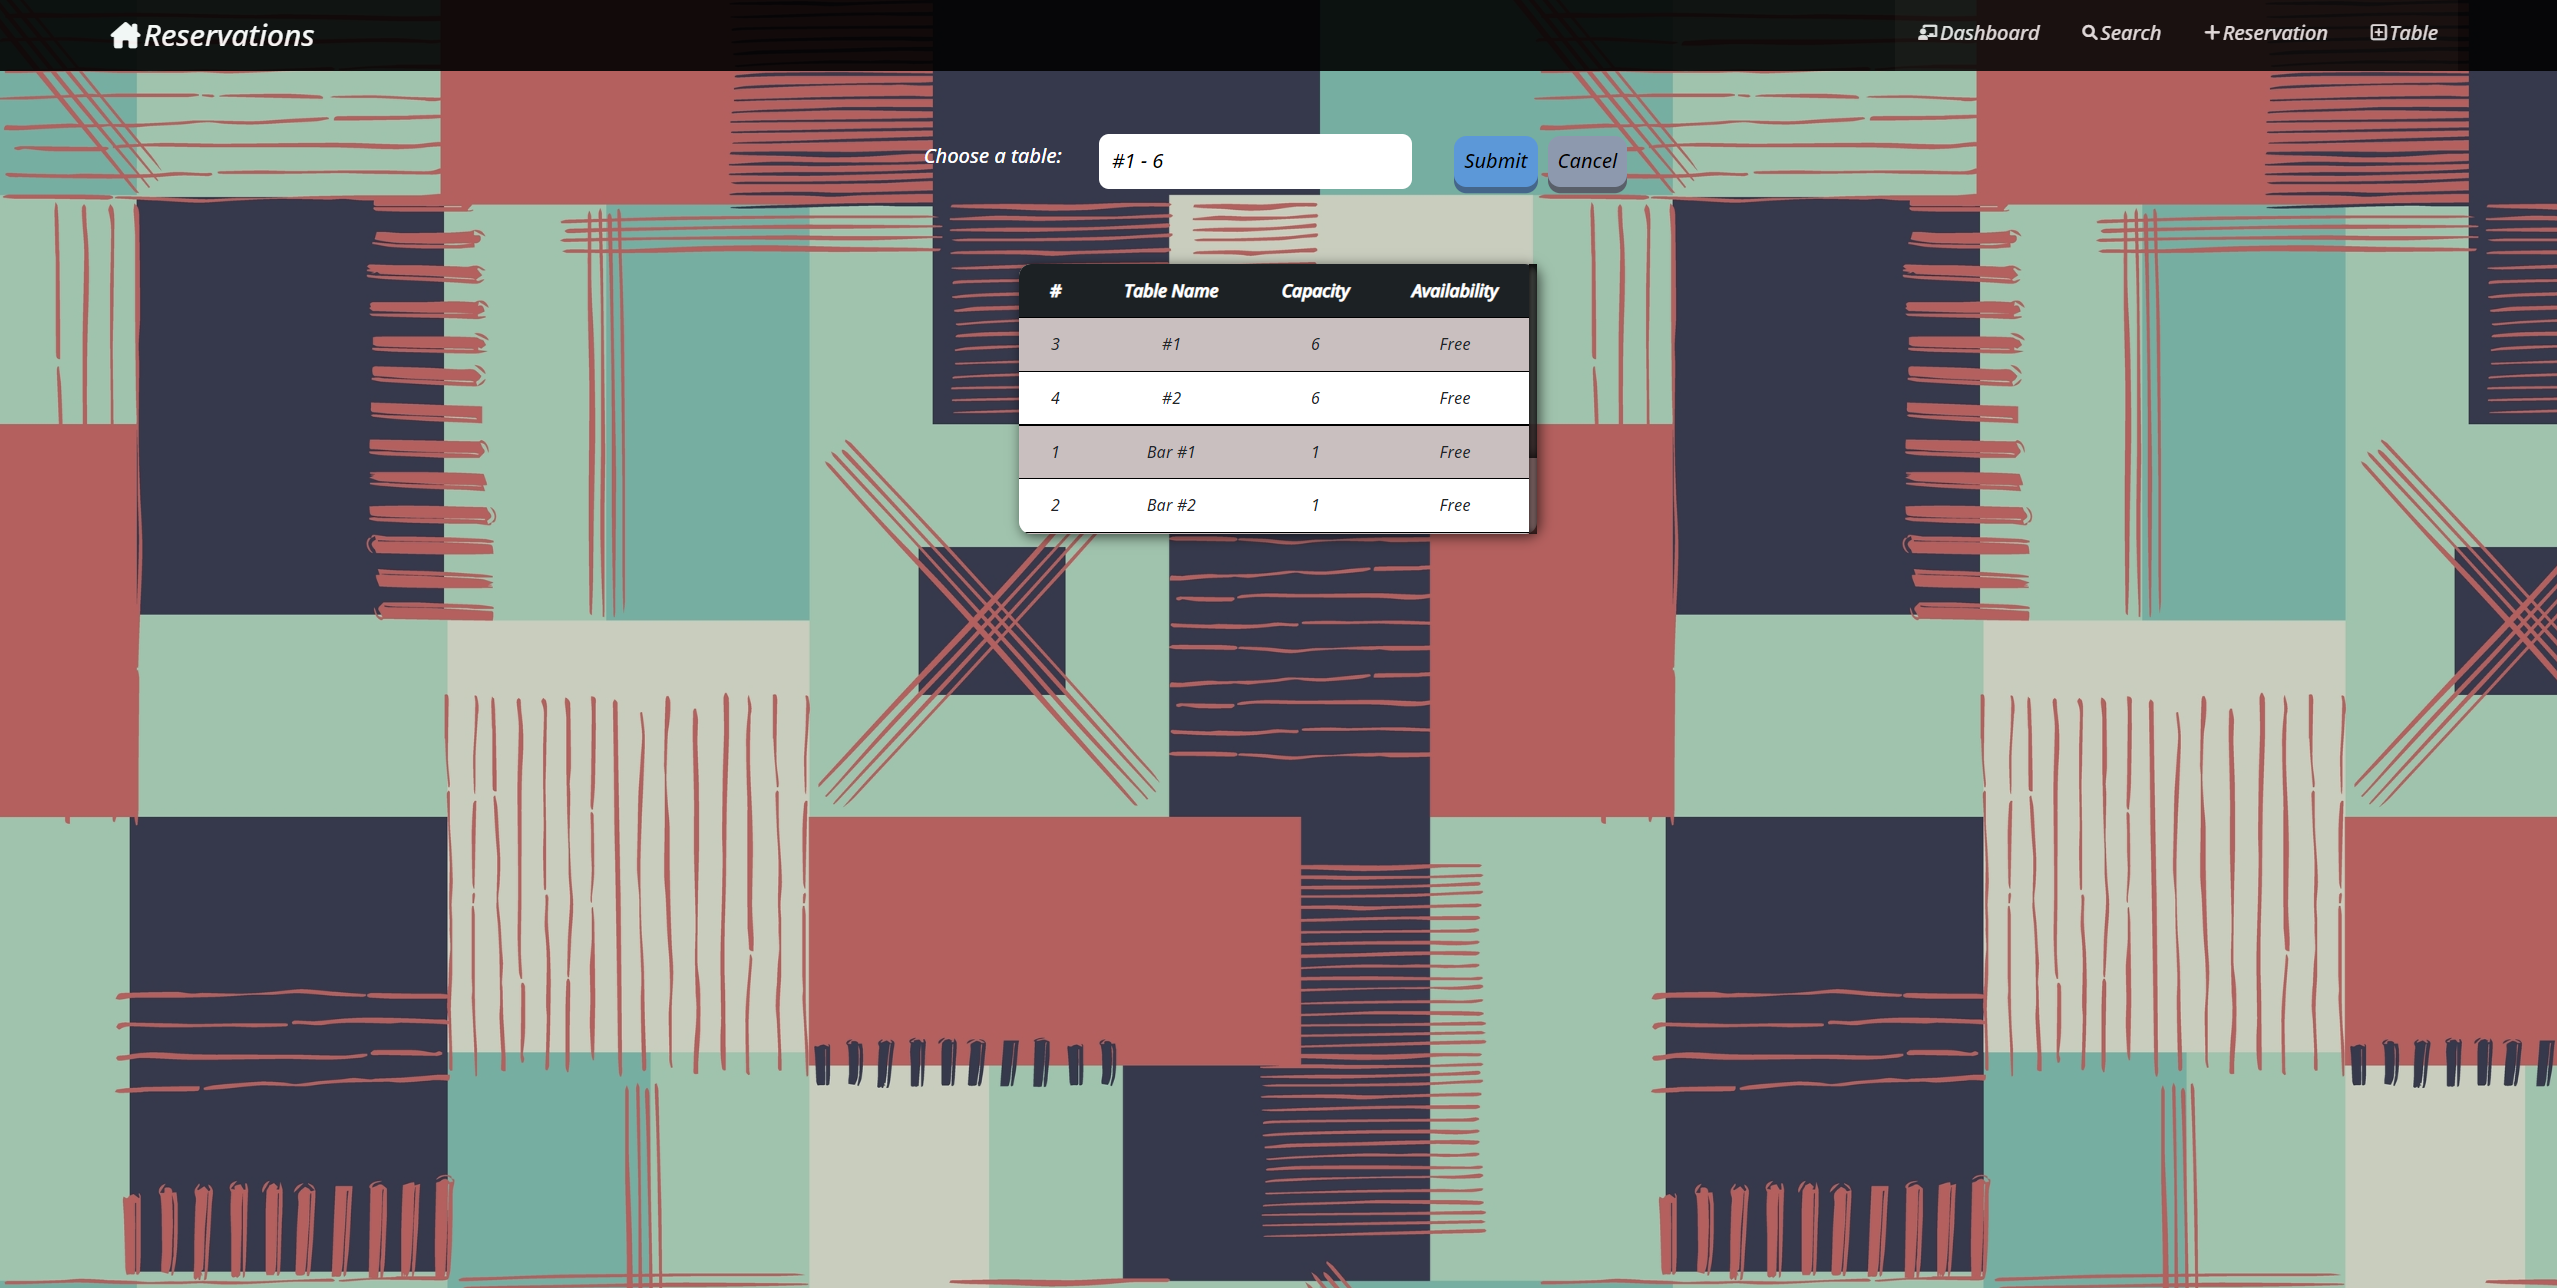 Reservations
Dashboard Search Reservation Table
Choose a table: #1 - 6 Submit Cancel
# Table Name Capacity Availability
3 #1 6 Free
4 #2 6 Free
1 Bar #1 1 Free
2 Bar #2 1 Free